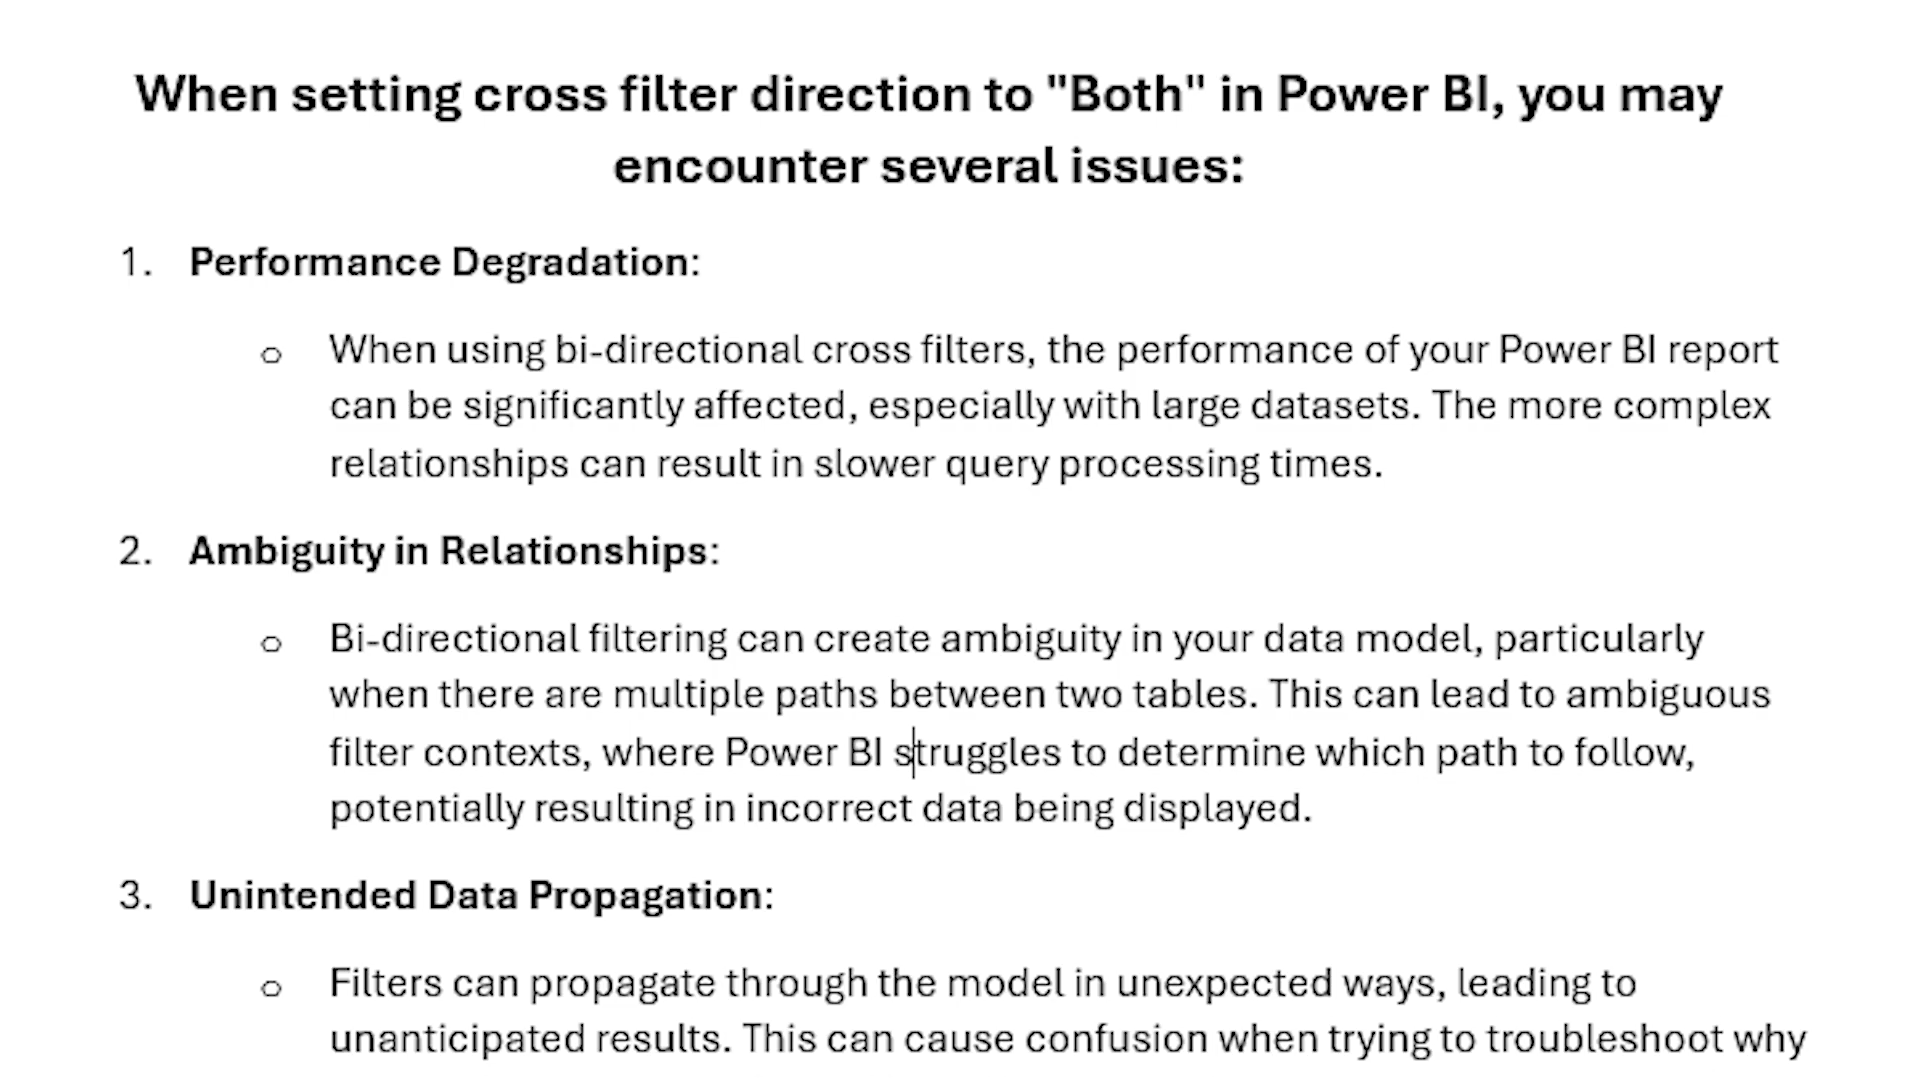 When setting cross filter direction to "Both" in Power BI, you may
encounter several issues:
1. Performance Degradation:
o When using bi-directional cross filters, the performance of your Power BI report
can be significantly affected, especially with large datasets. The more complex
relationships can result in slower query processing times.
2. Ambiguity in Relationships:
o Bi-directional filtering can create ambiguity in your data model, particularly
when there are multiple paths between two tables. This can lead to ambiguous
filter contexts, where Power BI struggles to determine which path to follow,
potentially resulting in incorrect data being displayed.
3. Unintended Data Propagation:
o Filters can propagate through the model in unexpected ways, leading to
unanticipated results. This can cause confusion when trying to troubleshoot why